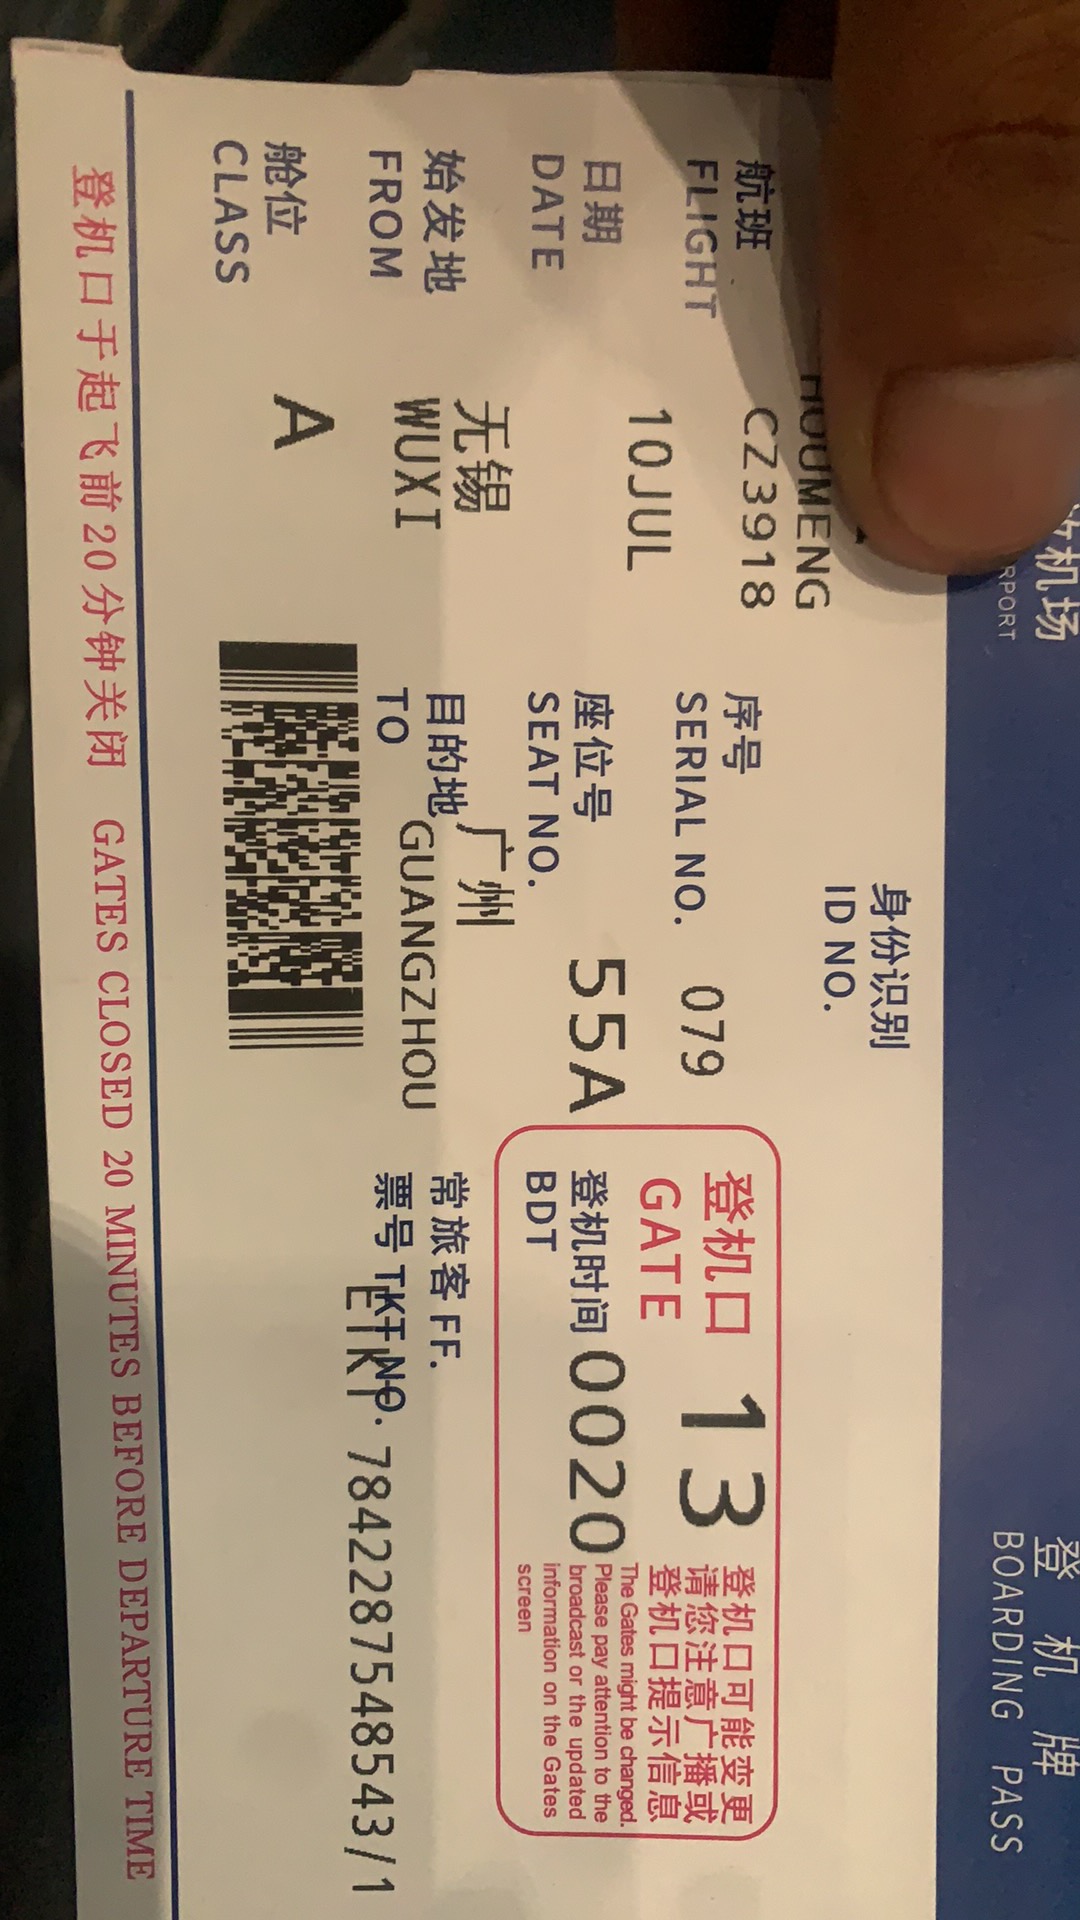 机场
RPORT
登机牌
BOARDING PASS
身份识别
ID NO.
HOUMENG
航班
FLIGHT
CZ3918
序号
SERIAL NO.
079
登机口
GATE
13
登机口可能变更
请您注意广播或
登机口提示信息
The Gates might be changed.
Please pay attention to the
broadcast or the updated
information on the Gates
screen
日期
DATE
10JUL
座位号
SEAT NO.
55A
登机时间
BDT
0020
始发地
FROM
无锡
WUXI
目的地
TO
广州
GUANGZHOU
常旅客 FF.
票号 TKT NO.
ETKT 7842287548543/1
舱位
CLASS
A
登机口于起飞前20分钟关闭 GATES CLOSED 20 MINUTES BEFORE DEPARTURE TIME